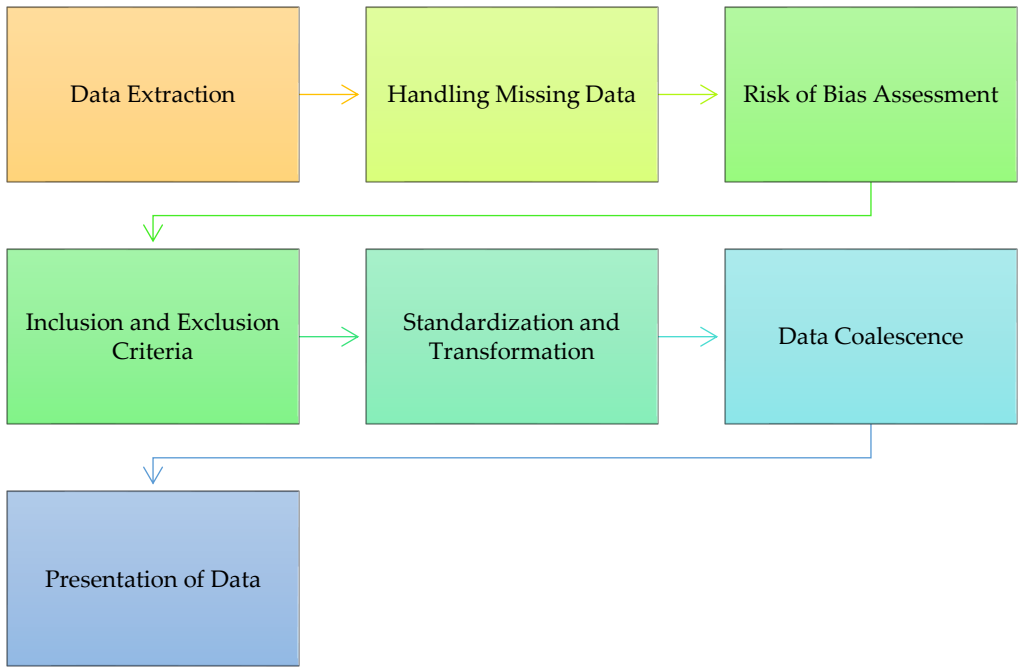 Data Extraction
Handling Missing Data
Risk of Bias Assessment
Inclusion and Exclusion
Criteria
Standardization and
Transformation
Data Coalescence
Presentation of Data